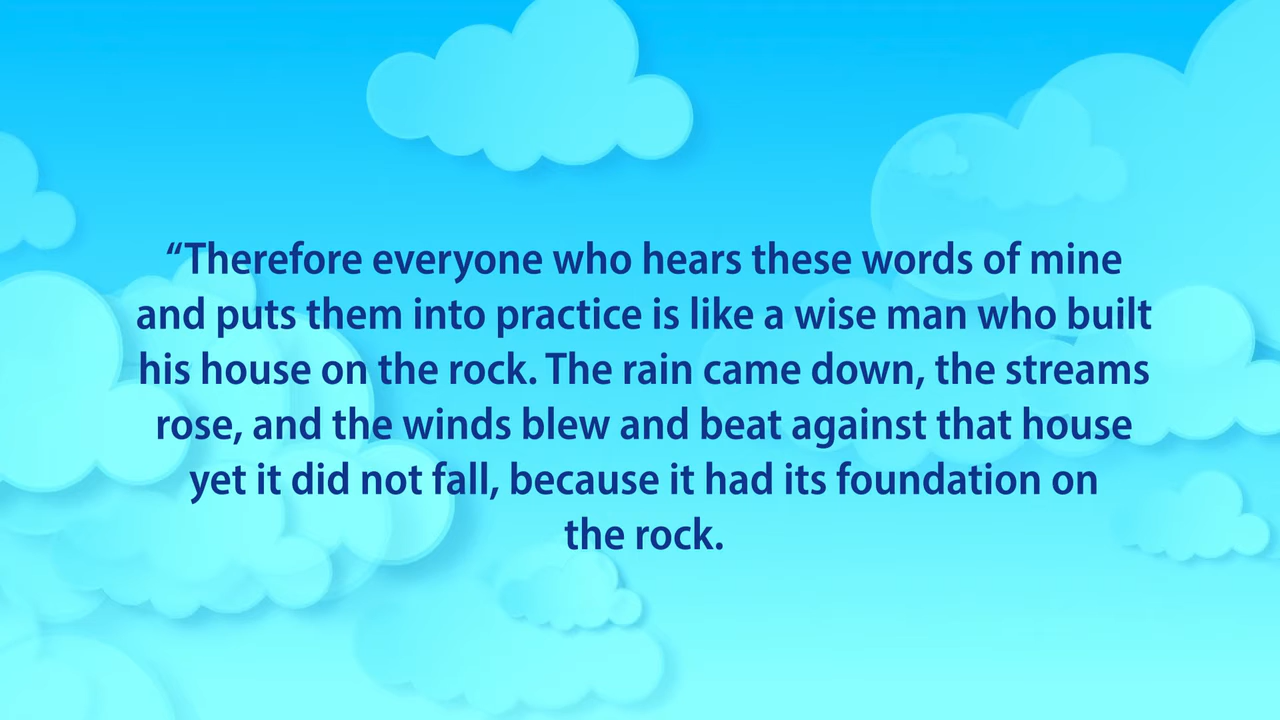 “Therefore everyone who hears these words of mine
and puts them into practice is like a wise man who built
his house on the rock. The rain came down, the streams
rose, and the winds blew and beat against that house
yet it did not fall, because it had its foundation on
the rock.